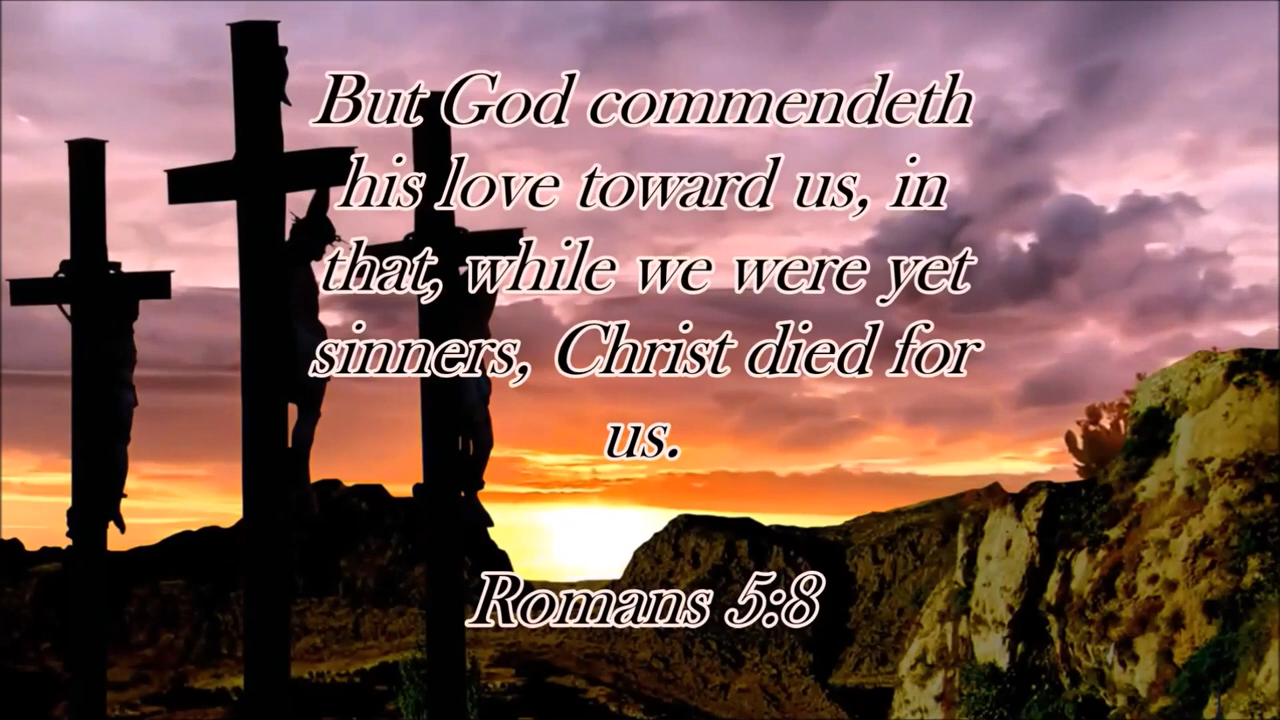 But God commendeth
his love toward us, in
that, while we were yet
sinners, Christ died for
us.
Romans 5:8